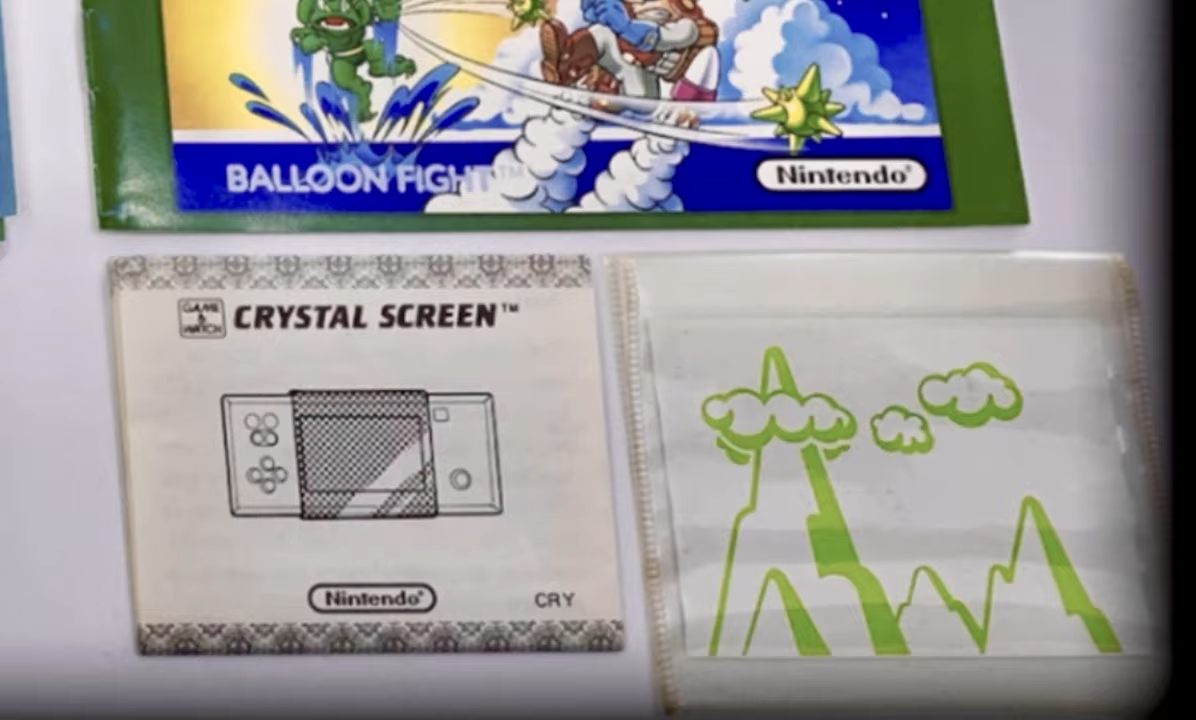 BALLOON FIGHT™
Nintendo®
GAME
&
WATCH
CRYSTAL SCREEN™
Nintendo®
CRY